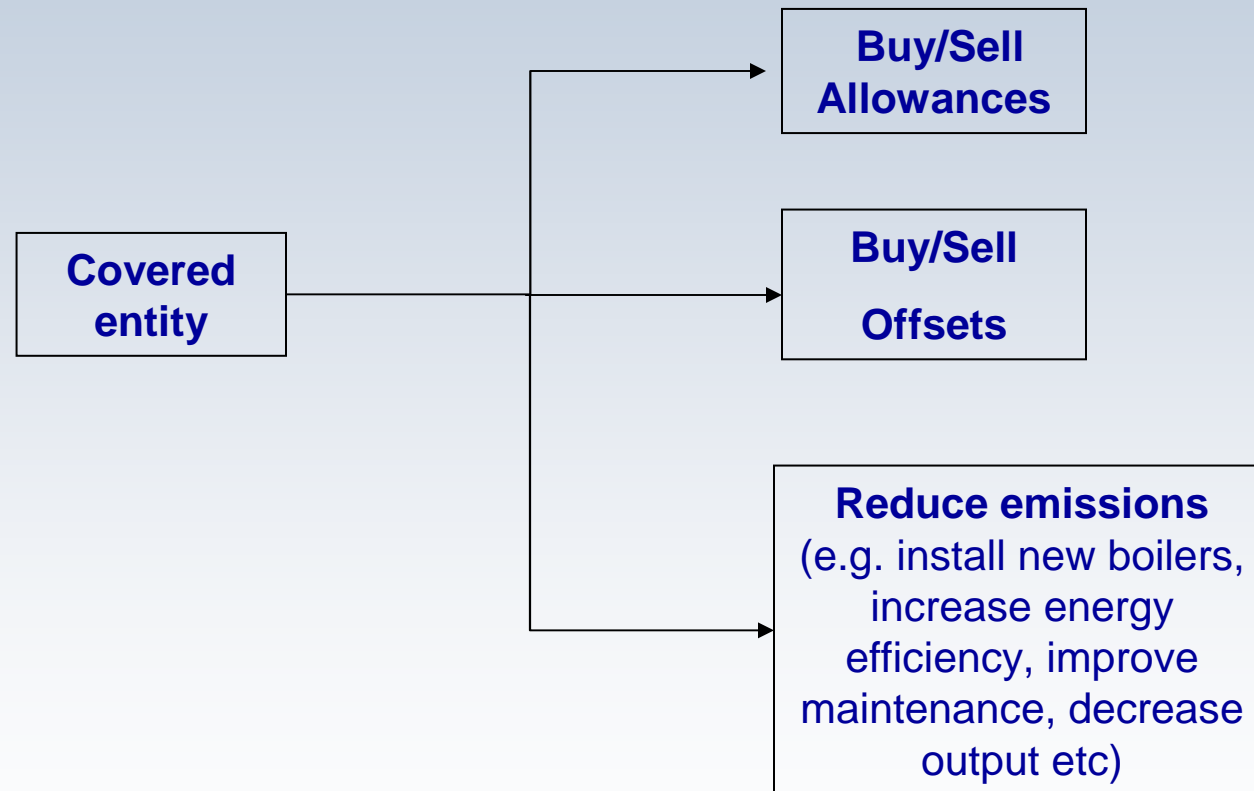 Buy/Sell
Allowances
Covered
entity
Buy/Sell
Offsets
Reduce emissions
(e.g. install new boilers,
increase energy
efficiency, improve
maintenance, decrease
output etc)